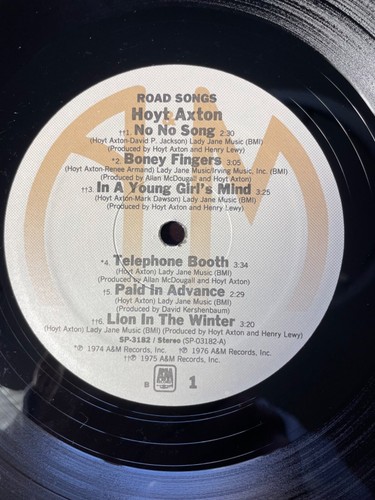 ROAD SONGS
Hoyt Axton
††1. No No Song 2:30
(Hoyt Axton-David P. Jackson) Lady Jane Music (BMI)
(Produced by Hoyt Axton and Henry Lewy)
*2. Boney Fingers 3:05
(Hoyt Axton-Renee Armand) Lady Jane Music/Irving Music, Inc. (BMI)
(Produced by Allan McDougall and Hoyt Axton)
††3. In A Young Girl's Mind 3:25
(Hoyt Axton-Mark Dawson) Lady Jane Music (BMI)
(Produced by Hoyt Axton and Henry Lewy)
*4. Telephone Booth 3:34
(Hoyt Axton) Lady Jane Music (BMI)
(Produced by Allan McDougall and Hoyt Axton)
†5. Paid in Advance 2:29
(Hoyt Axton) Lady Jane Music (BMI)
(Produced by David Kershenbaum)
††6. Lion In The Winter 3:20
(Hoyt Axton) Lady Jane Music (BMI) (Produced by Hoyt Axton and Henry Lewy)
SP-3182 / Stereo (SP-03182-A)
*℗ 1974 A&M Records, Inc. †℗ 1976 A&M Records, Inc.
††℗ 1975 A&M Records, Inc.
B A&M RECORDS 1